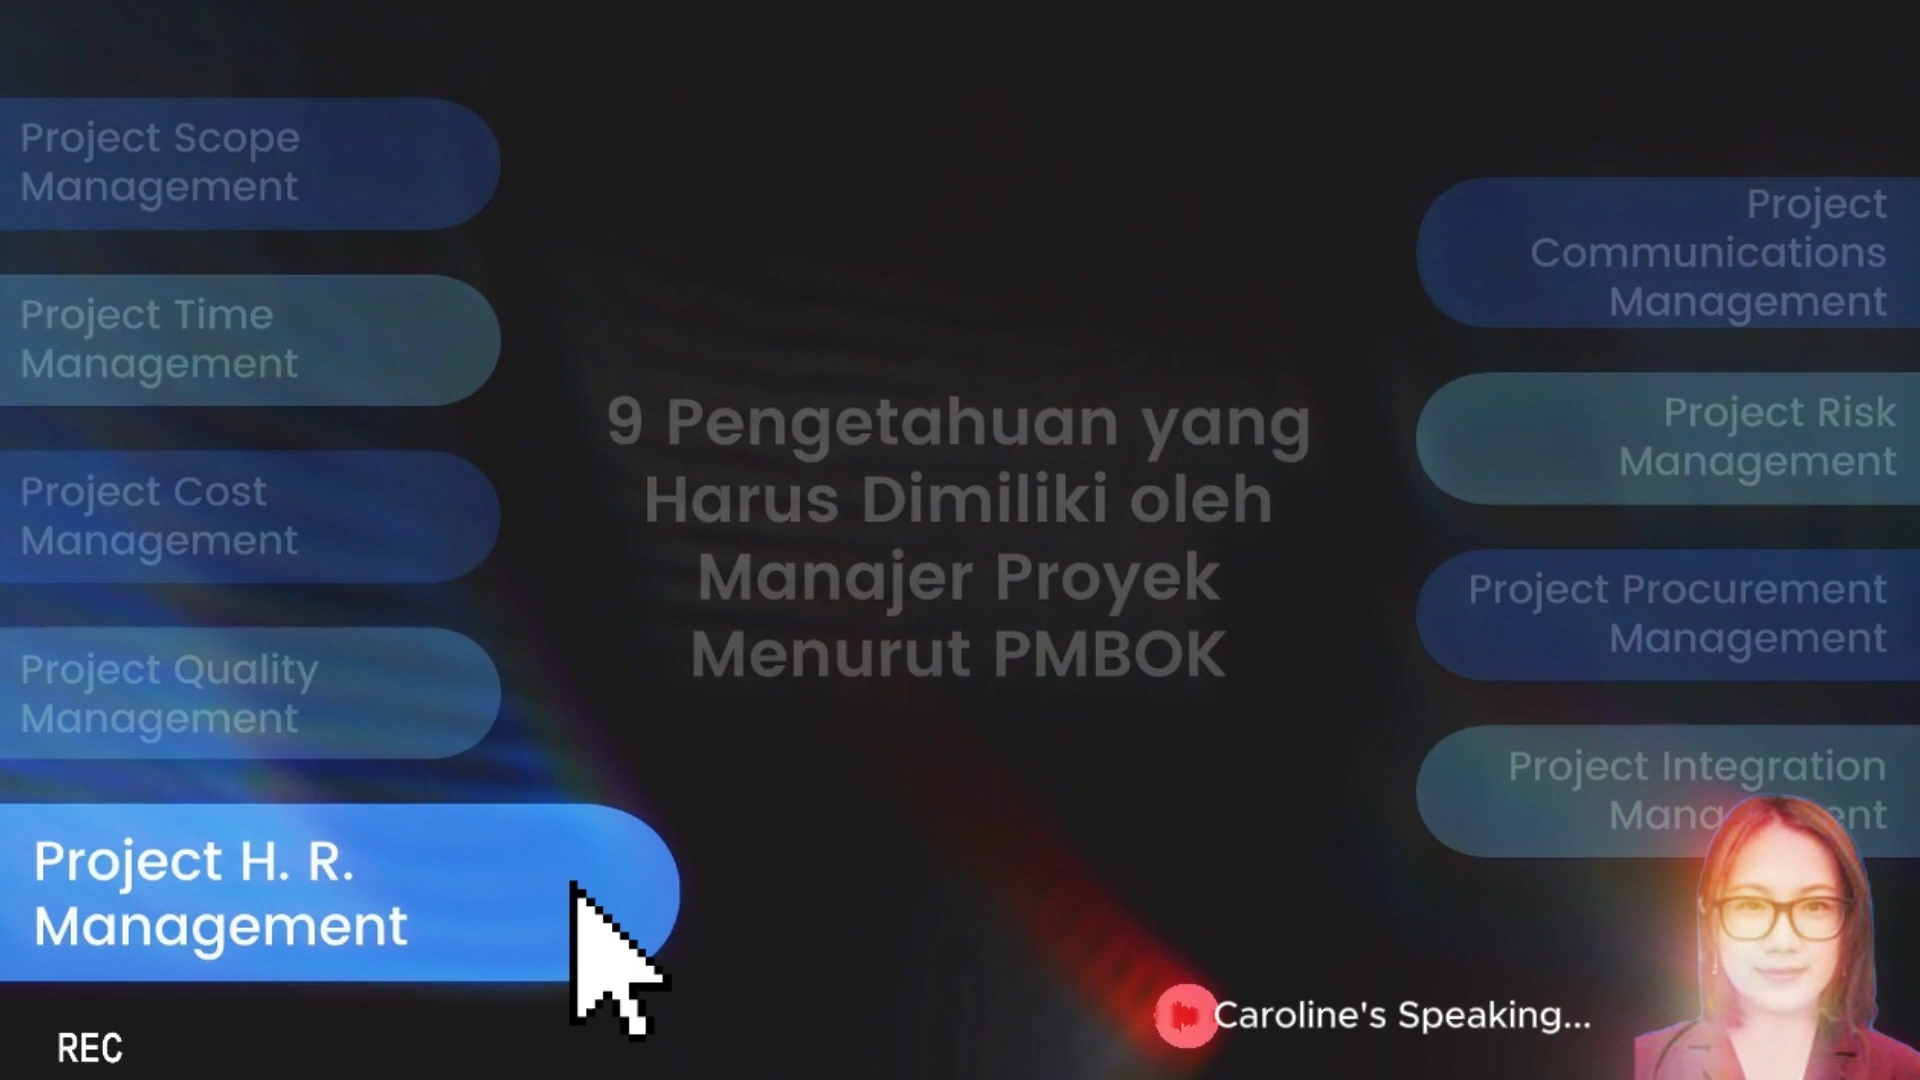 Project Scope
Management
Project Time
Management
Project Cost
Management
Project Quality
Management
Project H. R.
Management
9 Pengetahuan yang
Harus Dimiliki oleh
Manajer Proyek
Menurut PMBOK
Project
Communications
Management
Project Risk
Management
Project Procurement
Management
Project Integration
Management
Caroline's Speaking...
REC